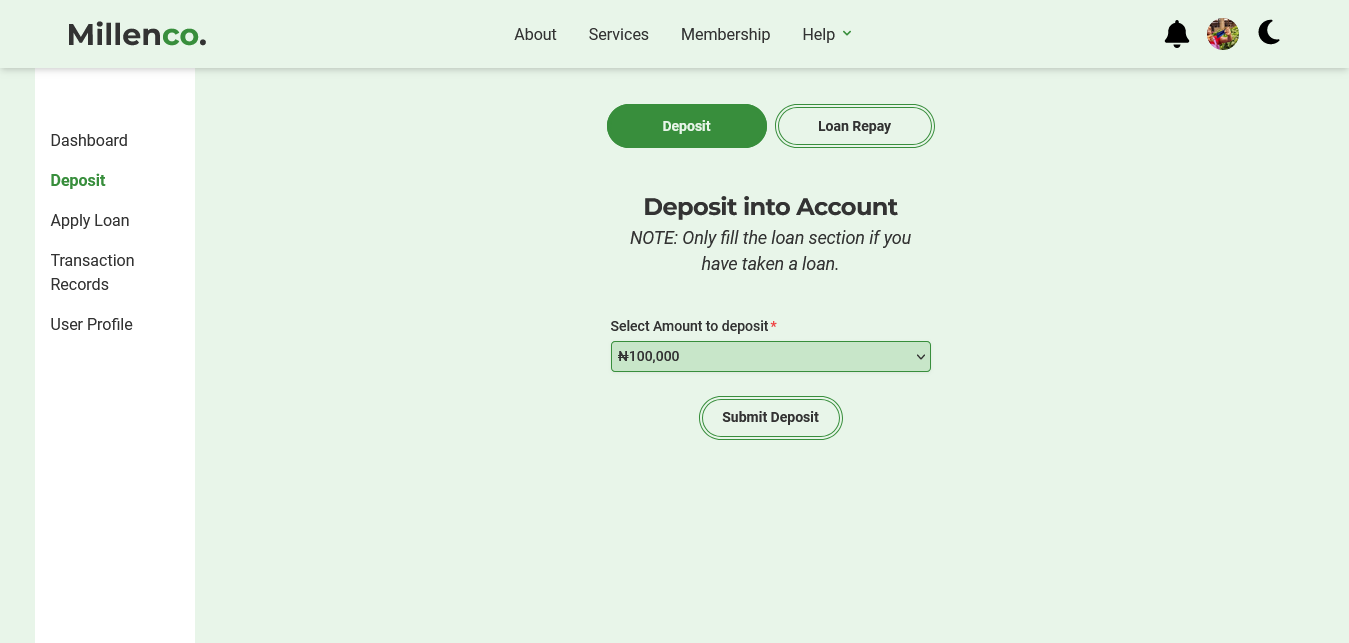 Millenco.
About
Services
Membership
Help
Dashboard
Deposit
Apply Loan
Transaction
Records
User Profile
Deposit
Loan Repay
Deposit into Account
NOTE: Only fill the loan section if you
have taken a loan.
Select Amount to deposit*
₦100,000
Submit Deposit